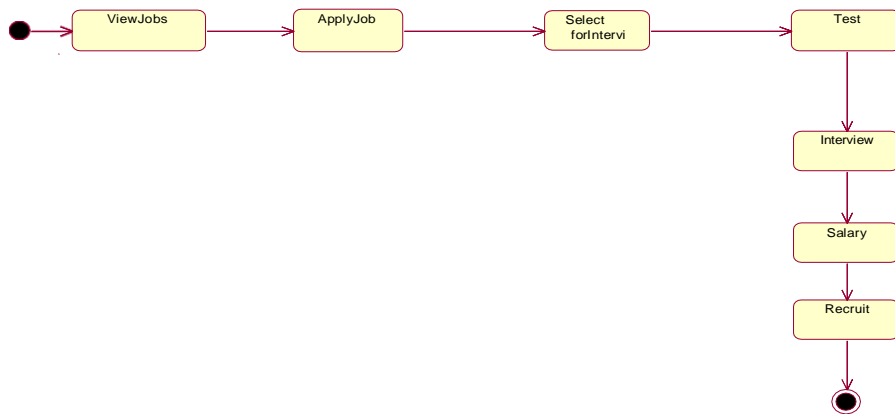 ViewJobs
ApplyJob
Select
forIntervi
Test
Interview
Salary
Recruit